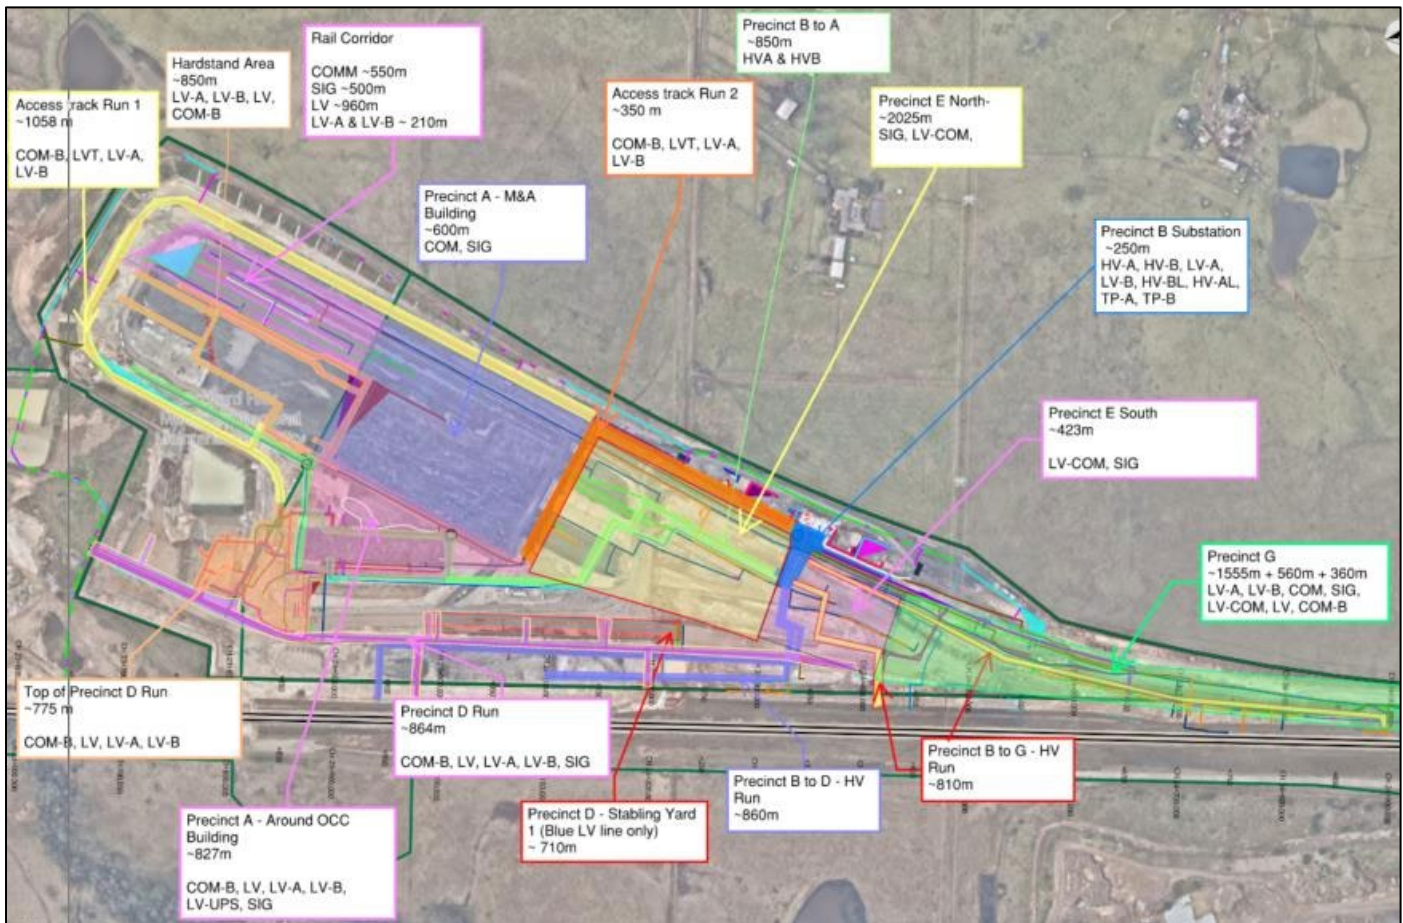 Precinct B to A
~850m
HVA & HVB
Rail Corridor
COMM ~550m
SIG ~500m
LV ~960m
LV-A & LV-B ~ 210m
Hardstand Area
~850m
LV-A, LV-B, LV,
COM-B
Access track Run 1
~1058 m
COM-B, LVT, LV-A,
LV-B
Access track Run 2
~350 m
COM-B, LVT, LV-A,
LV-B
Precinct E North-
~2025m
SIG, LV-COM,
Precinct A - M&A
Building
~600m
COM, SIG
Precinct B Substation
~250m
HV-A, HV-B, LV-A,
LV-B, HV-BL, HV-AL,
TP-A, TP-B
Precinct E South
~423m
LV-COM, SIG
Precinct G
~1555m + 560m + 360m
LV-A, LV-B, COM, SIG,
LV-COM, LV, COM-B
Top of Precinct D Run
~775 m
COM-B, LV, LV-A, LV-B
Precinct D Run
~864m
COM-B, LV, LV-A, LV-B, SIG
Precinct B to G - HV
Run
~810m
Precinct B to D - HV
Run
~860m
Precinct D - Stabling Yard
1 (Blue LV line only)
~ 710m
Precinct A - Around OCC
Building
~827m
COM-B, LV, LV-A, LV-B,
LV-UPS, SIG